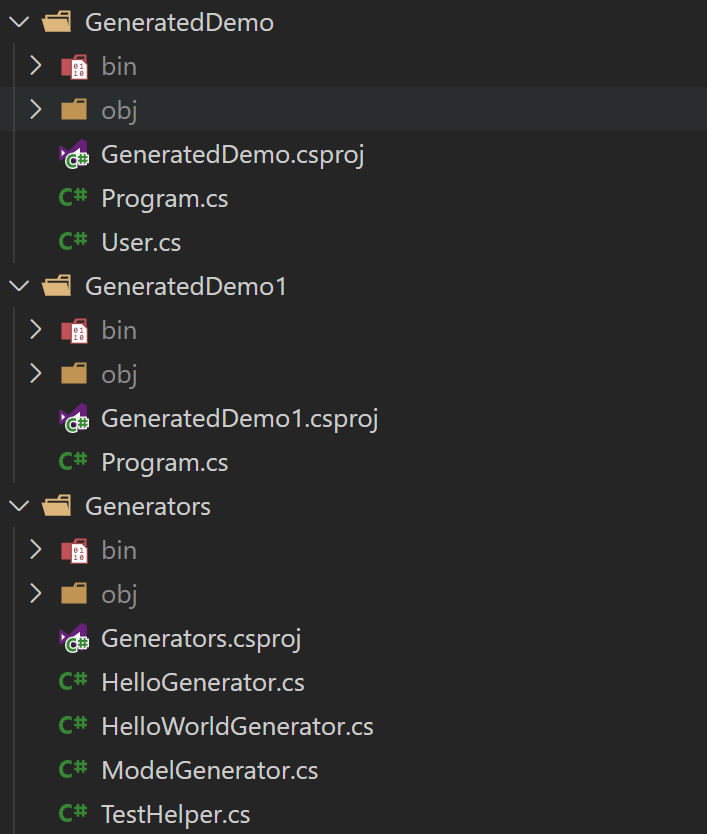 GeneratedDemo
bin
obj
GeneratedDemo.csproj
C# Program.cs
C# User.cs
GeneratedDemo1
bin
obj
GeneratedDemo1.csproj
C# Program.cs
Generators
bin
obj
Generators.csproj
C# HelloGenerator.cs
C# HelloWorldGenerator.cs
C# ModelGenerator.cs
C# TestHelper.cs